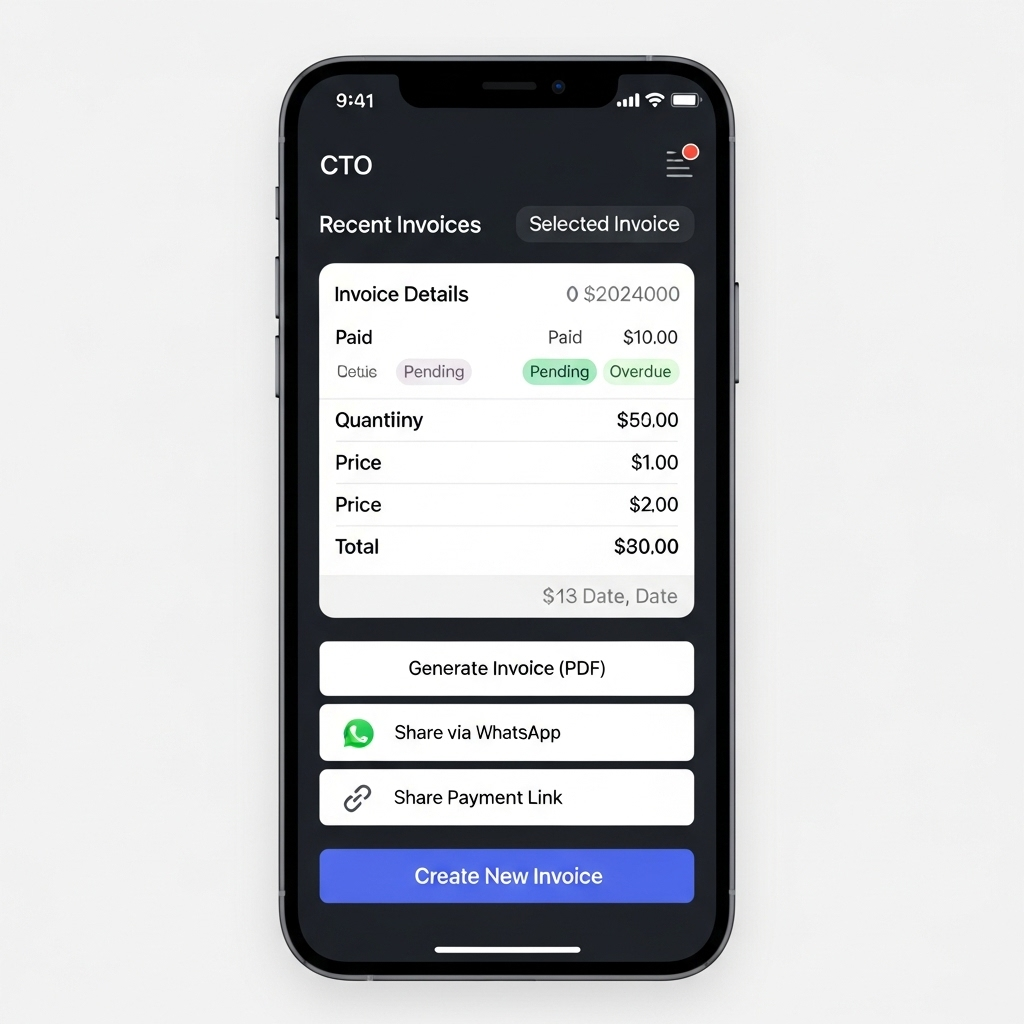 9:41
CTO
Recent Invoices Selected Invoice
Invoice Details 0 $2024000
Paid Paid $10.00
Cetus Pending Pending Overdue
Quantiiny $50.00
Price $1.00
Price $2.00
Total $30.00
$13 Date, Date
Generate Invoice (PDF)
Share via WhatsApp
Share Payment Link
Create New Invoice